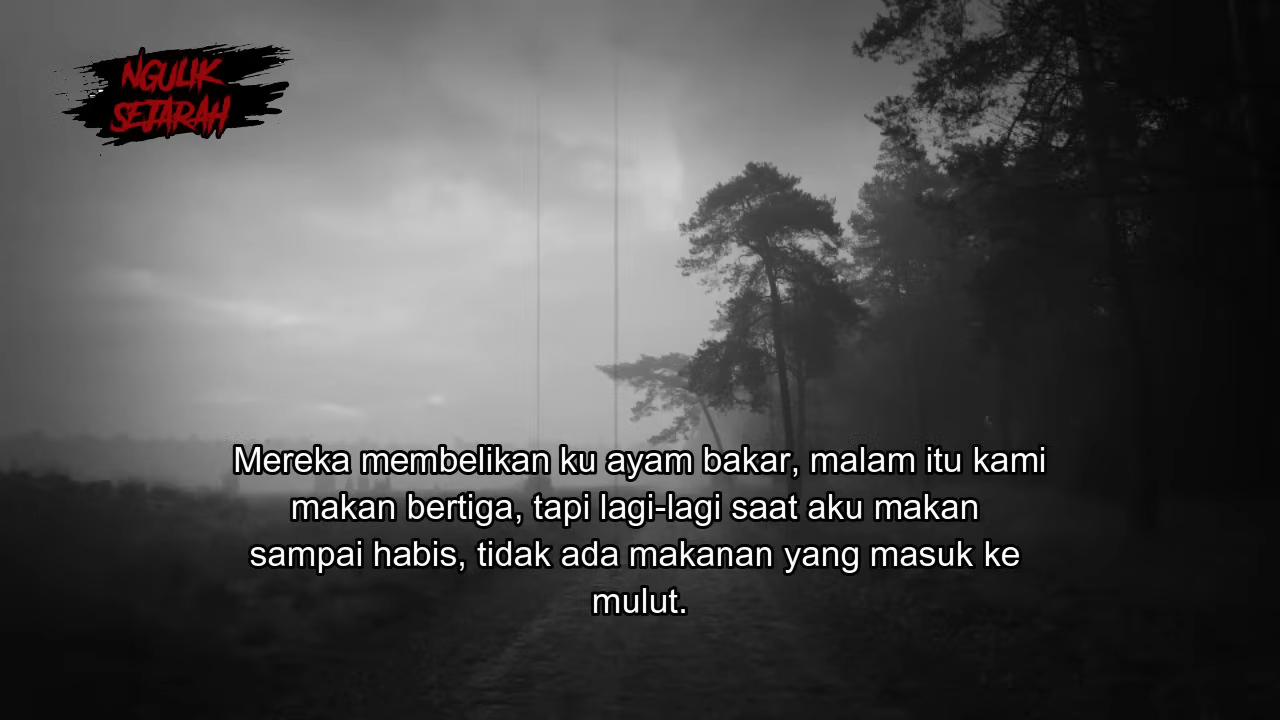 NGULIK
SEJARAH
Mereka membelikan ku ayam bakar, malam itu kami
makan bertiga, tapi lagi-lagi saat aku makan
sampai habis, tidak ada makanan yang masuk ke
mulut.